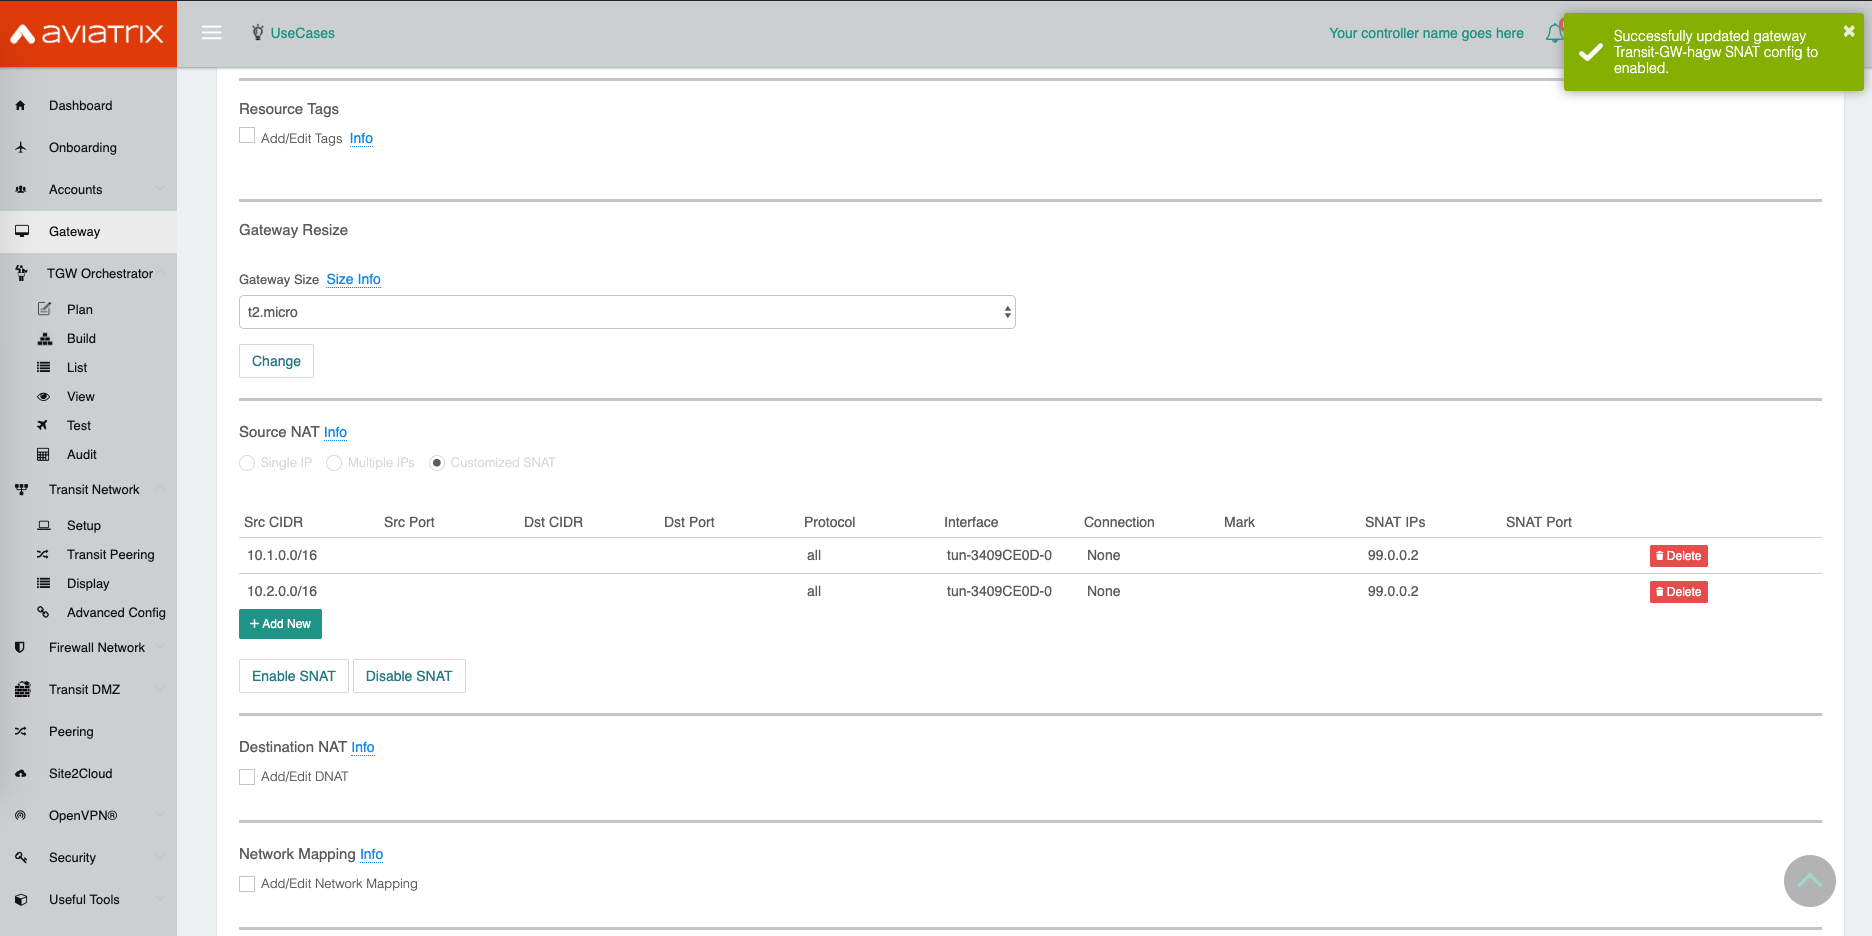 aviatrix
UseCases
Your controller name goes here
Successfully updated gateway
Transit-GW-hagw SNAT config to
enabled.
Dashboard
Onboarding
Accounts
Gateway
TGW Orchestrator
Plan
Build
List
View
Test
Audit
Transit Network
Setup
Transit Peering
Display
Advanced Config
Firewall Network
Transit DMZ
Peering
Site2Cloud
OpenVPN®
Security
Useful Tools
Resource Tags
Add/Edit Tags Info
Gateway Resize
Gateway Size Size Info
t2.micro
Change
Source NAT Info
Single IP Multiple IPs Customized SNAT
Src CIDR Src Port Dst CIDR Dst Port Protocol Interface Connection Mark SNAT IPs SNAT Port
10.1.0.0/16 all tun-3409CE0D-0 None 99.0.0.2 Delete
10.2.0.0/16 all tun-3409CE0D-0 None 99.0.0.2 Delete
+ Add New
Enable SNAT Disable SNAT
Destination NAT Info
Add/Edit DNAT
Network Mapping Info
Add/Edit Network Mapping